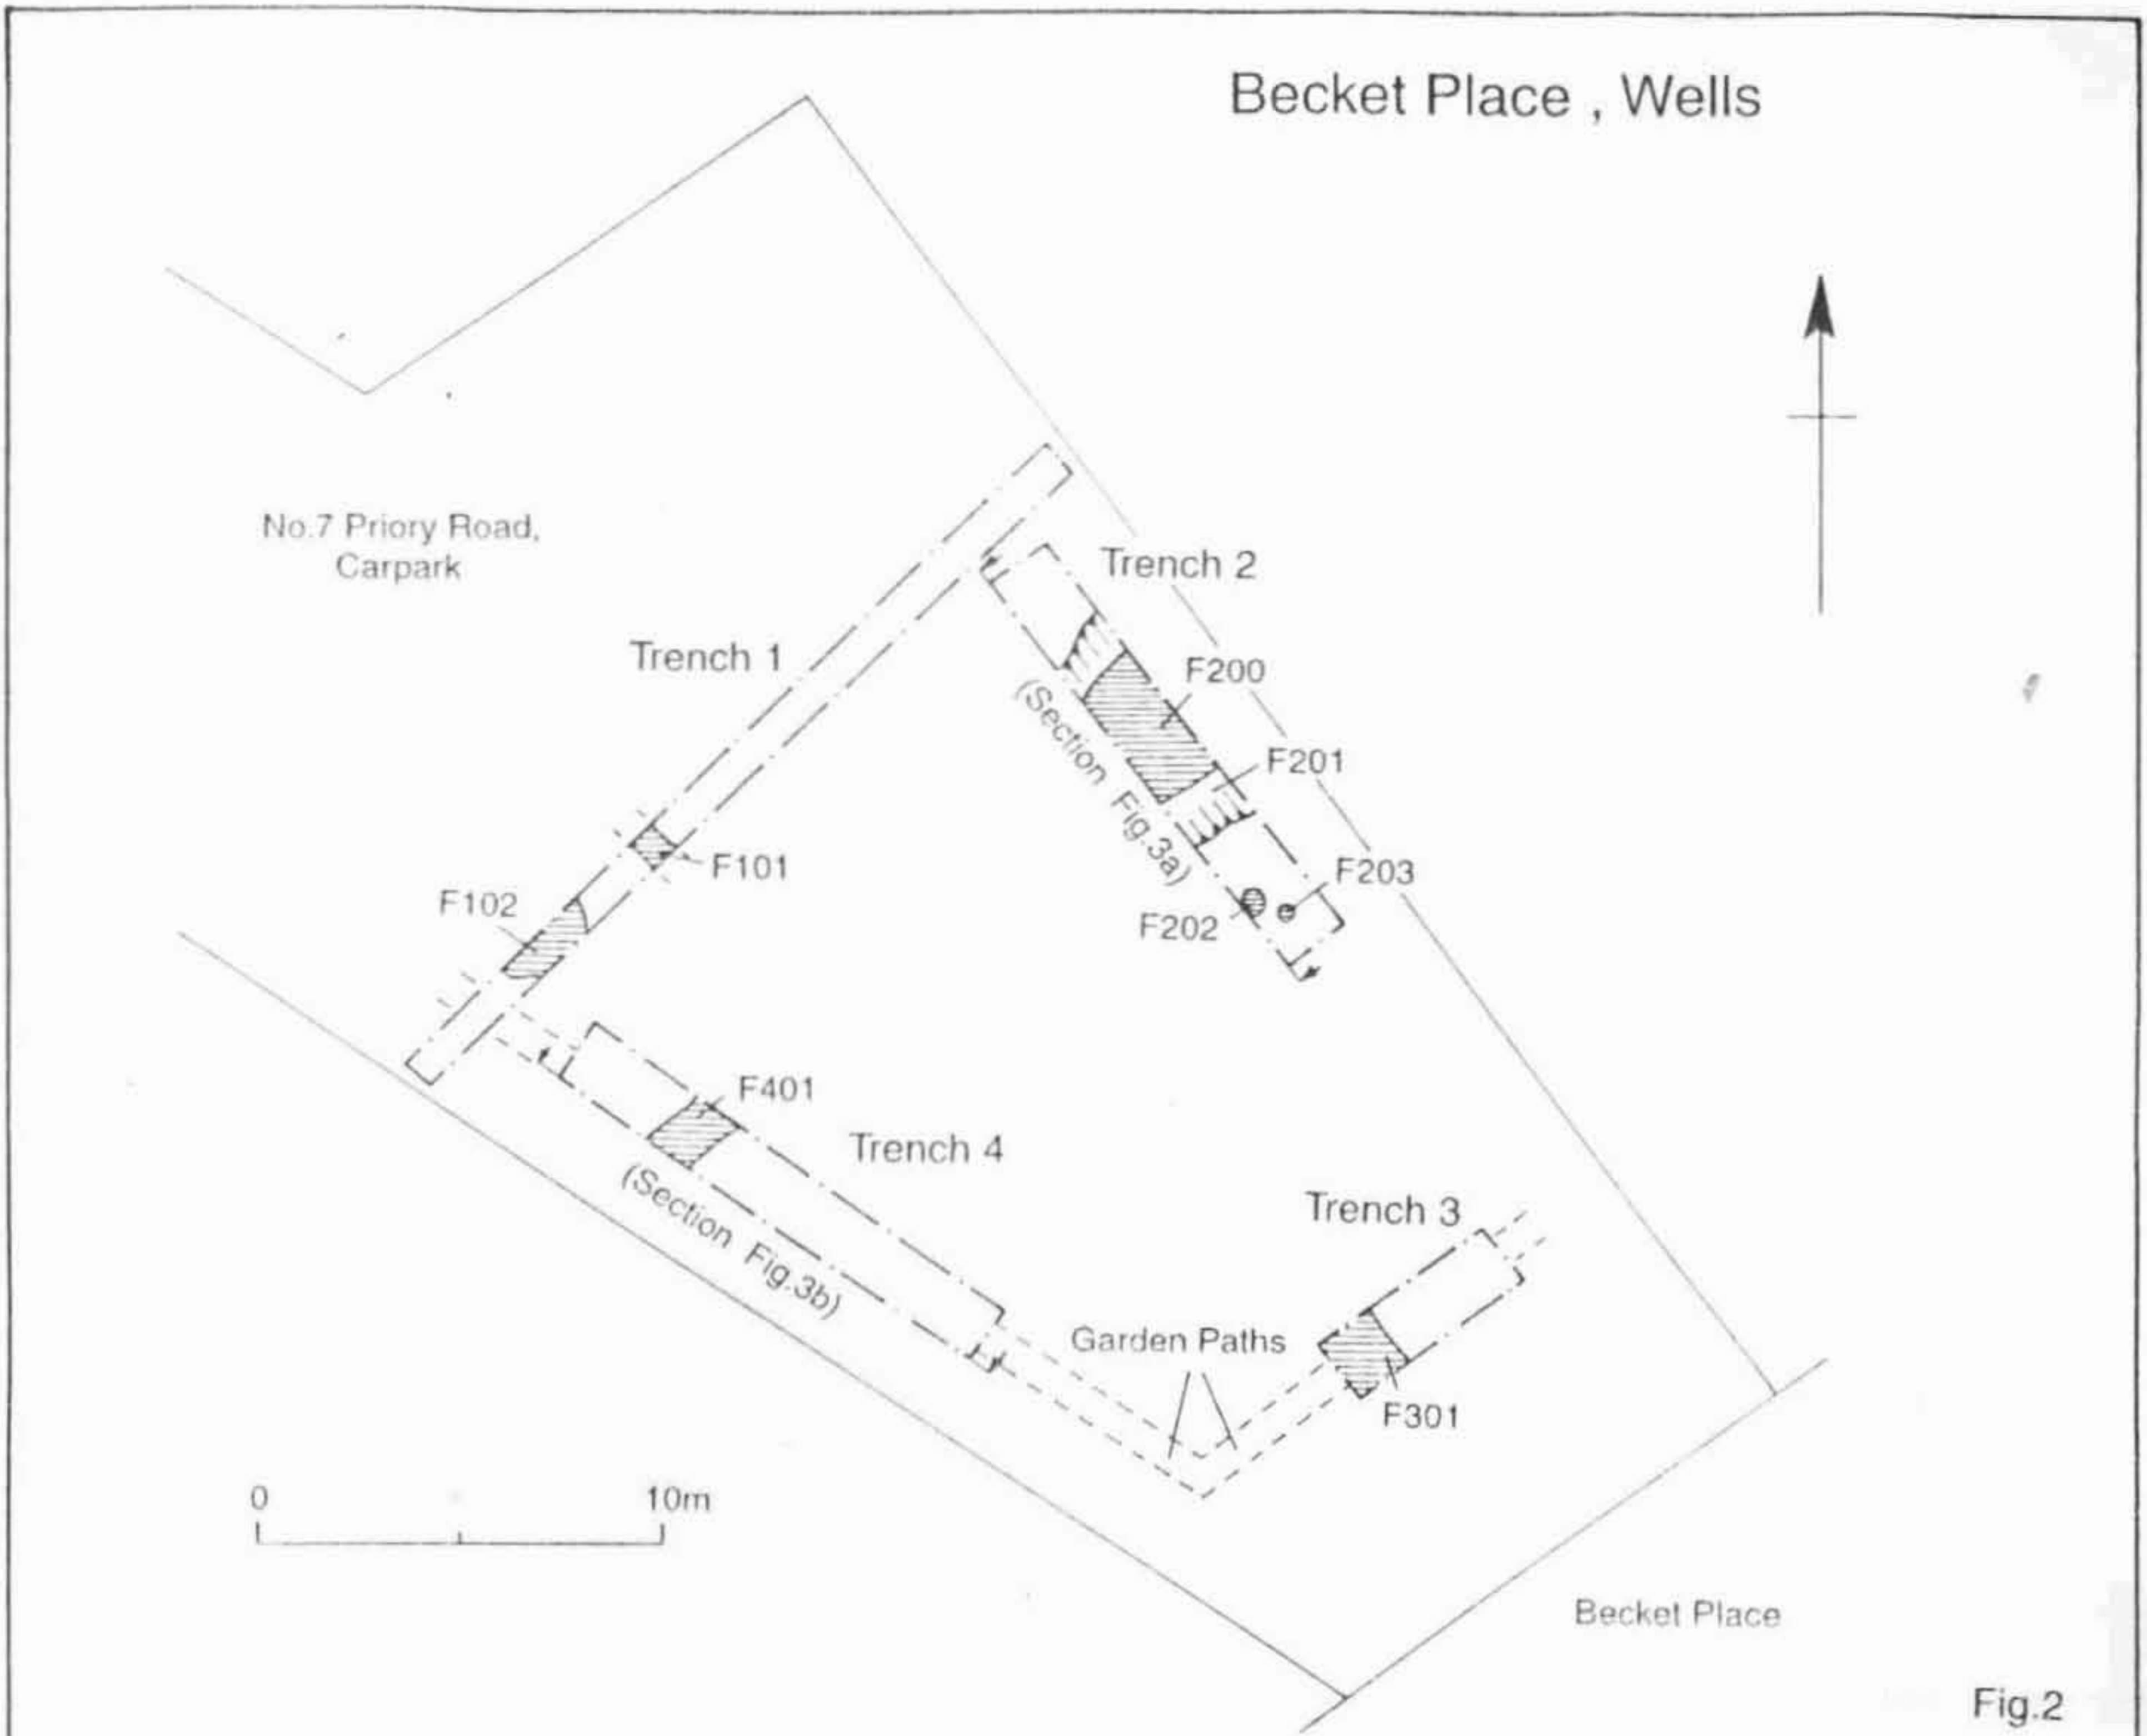 Becket Place , Wells
No.7 Priory Road,
Carpark
Trench 2
Trench 1
F200
(Section Fig.3a)
F201
F101
F203
F102
F202
F401
Trench 4
(Section Fig.3b)
Trench 3
Garden Paths
F301
0 10m
Becket Place
Fig.2